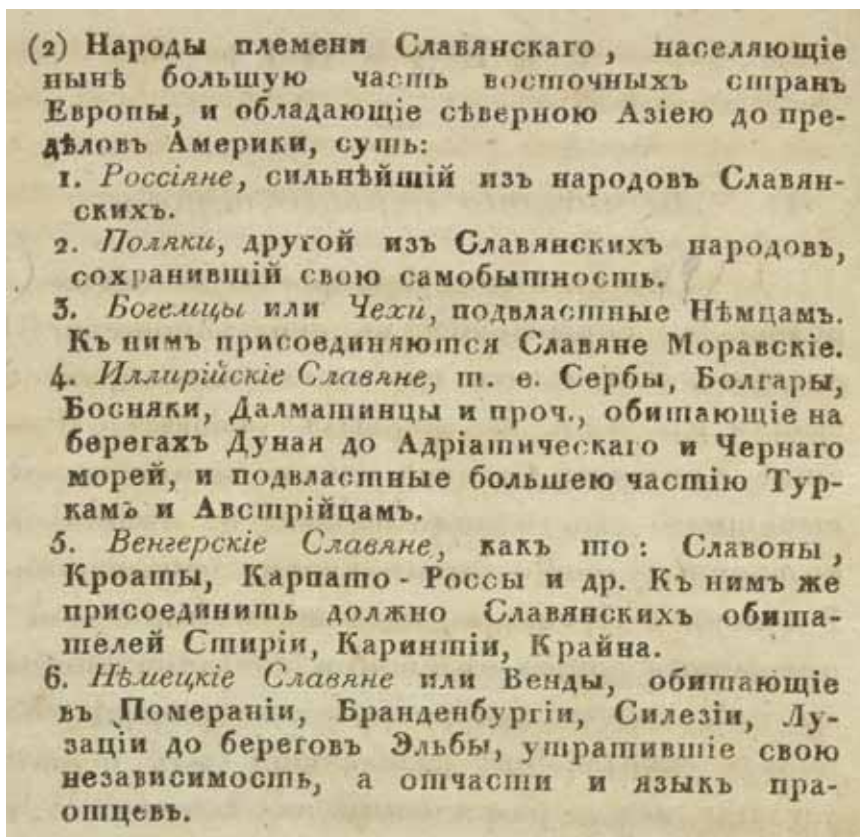 (2) Народы племени Славянскаго, населяющіе
нынѣ большую часть восточныхъ странъ
Европы, и обладающіе сѣверною Азіею до пре-
дѣловъ Америки, суть:
1. Россіяне, сильнѣйшій изъ народовъ Славян-
скихъ.
2. Поляки, другой изъ Славянскихъ народовъ,
сохранившій свою самобытность.
3. Богемцы или Чехи, подвластные Нѣмцамъ.
Къ нимъ присоединяются Славяне Моравскіе.
4. Иллирійскіе Славяне, т. е. Сербы, Болгары,
Босняки, Далматинцы и проч., обитающіе на
берегахъ Дуная до Адріатическаго и Чернаго
морей, и подвластные большею частію Тур-
камъ и Австрійцамъ.
5. Венгерскіе Славяне, какъ то: Славоны,
Кроаты, Карпато-Россы и др. Къ нимъ же
присоединить должно Славянскихъ обита-
телей Стиріи, Каринтіи, Крайна.
6. Нѣмецкіе Славяне или Венды, обитающіе
въ Помераніи, Бранденбургіи, Силезіи, Лу-
заціи до береговъ Эльбы, утратившіе свою
независимость, а отчасти и языкъ пра-
отцевъ.